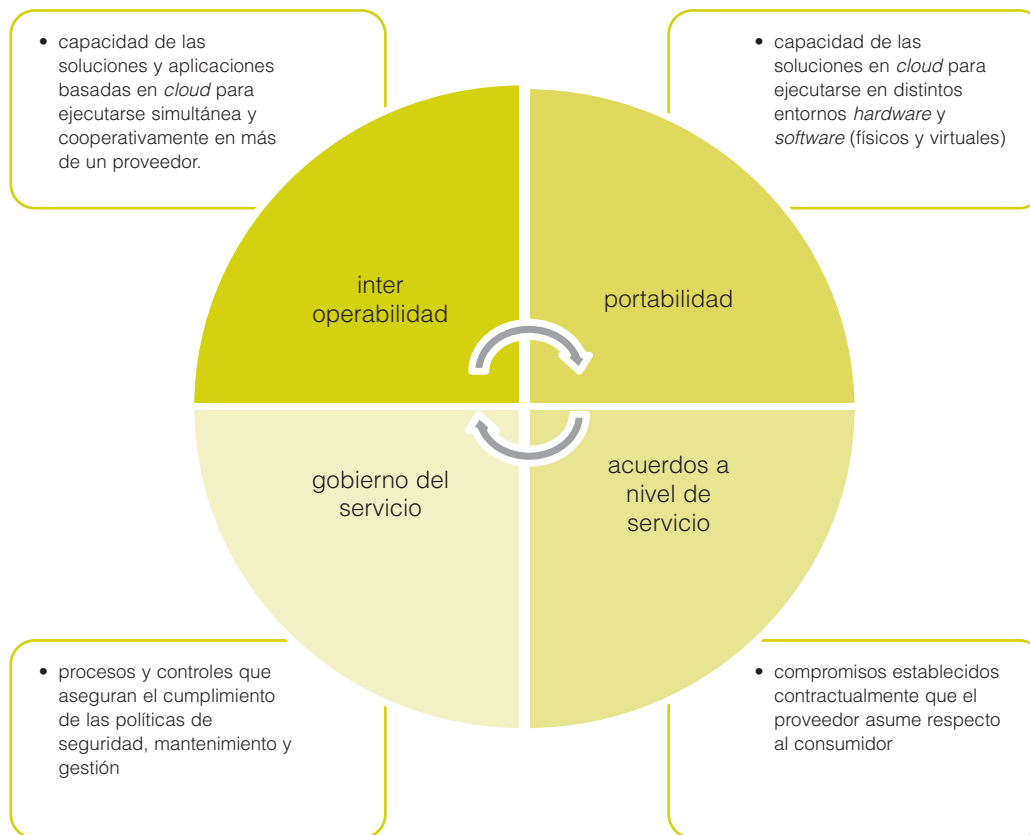 • capacidad de las
soluciones y aplicaciones
basadas en cloud para
ejecutarse simultánea y
cooperativamente en más
de un proveedor.
• capacidad de las
soluciones en cloud para
ejecutarse en distintos
entornos hardware y
software (físicos y virtuales)
inter
operabilidad
portabilidad
gobierno del
servicio
acuerdos a
nivel de
servicio
• procesos y controles que
aseguran el cumplimiento
de las políticas de
seguridad, mantenimiento y
gestión
• compromisos establecidos
contractualmente que el
proveedor asume respecto
al consumidor